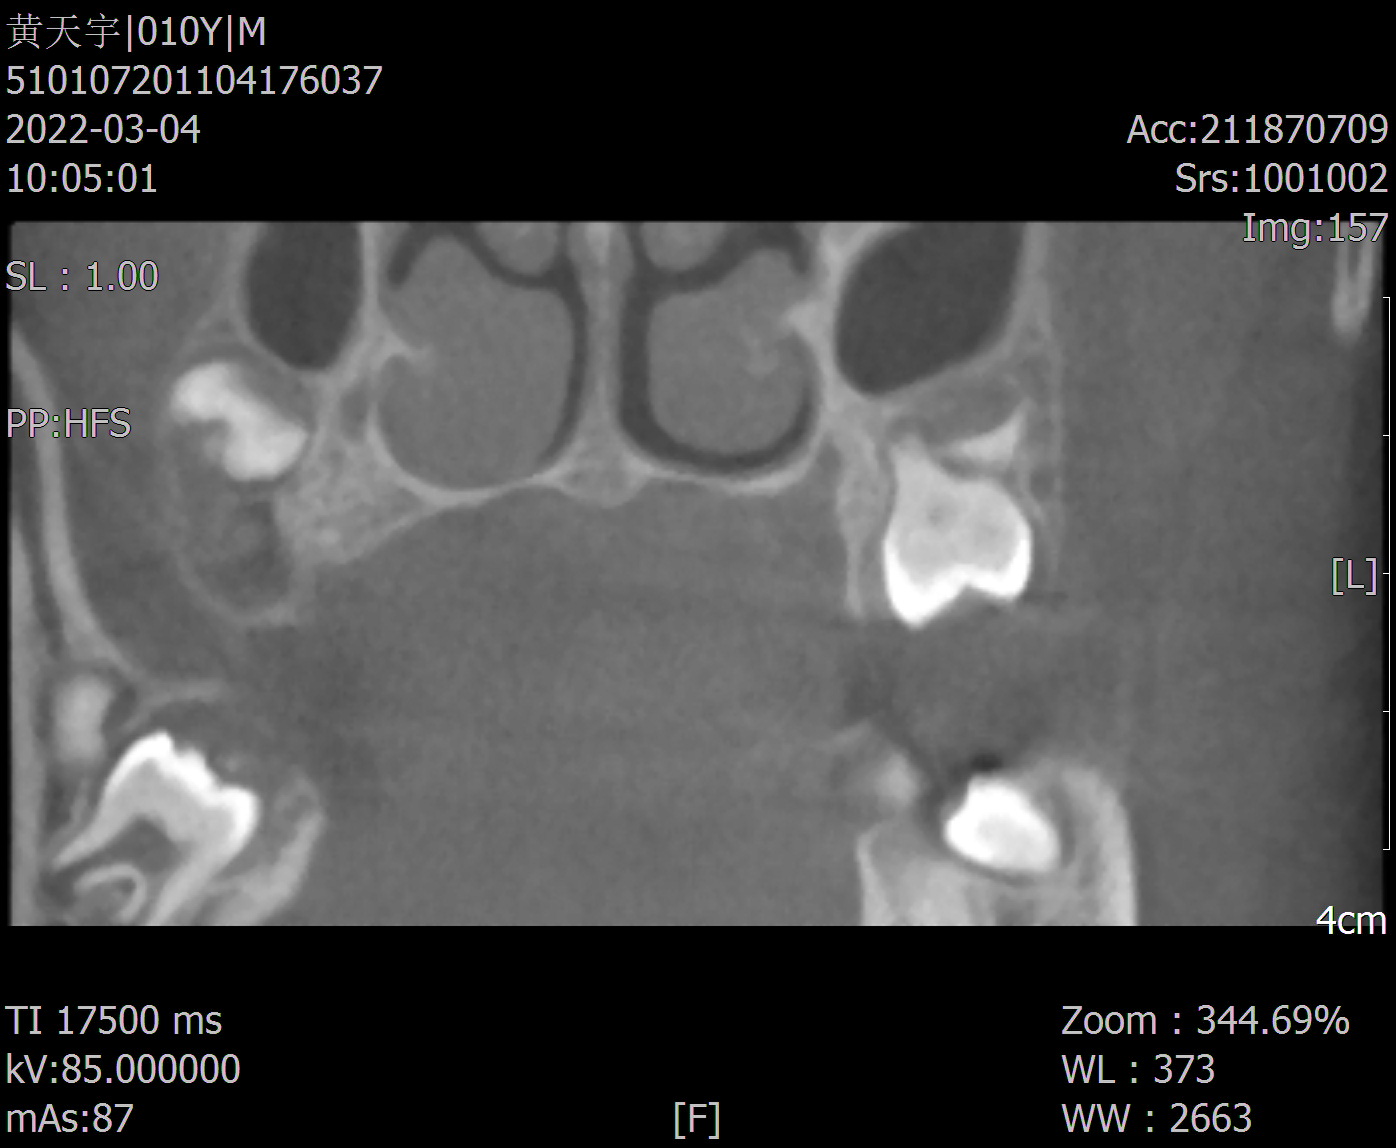 黄天宇|010Y|M
510107201104176037
2022-03-04
10:05:01
Acc:211870709
Srs:1001002
Img:157
SL : 1.00
PP:HFS
[L]
4cm
TI 17500 ms
kV:85.000000
mAs:87
[F]
Zoom : 344.69%
WL : 373
WW : 2663